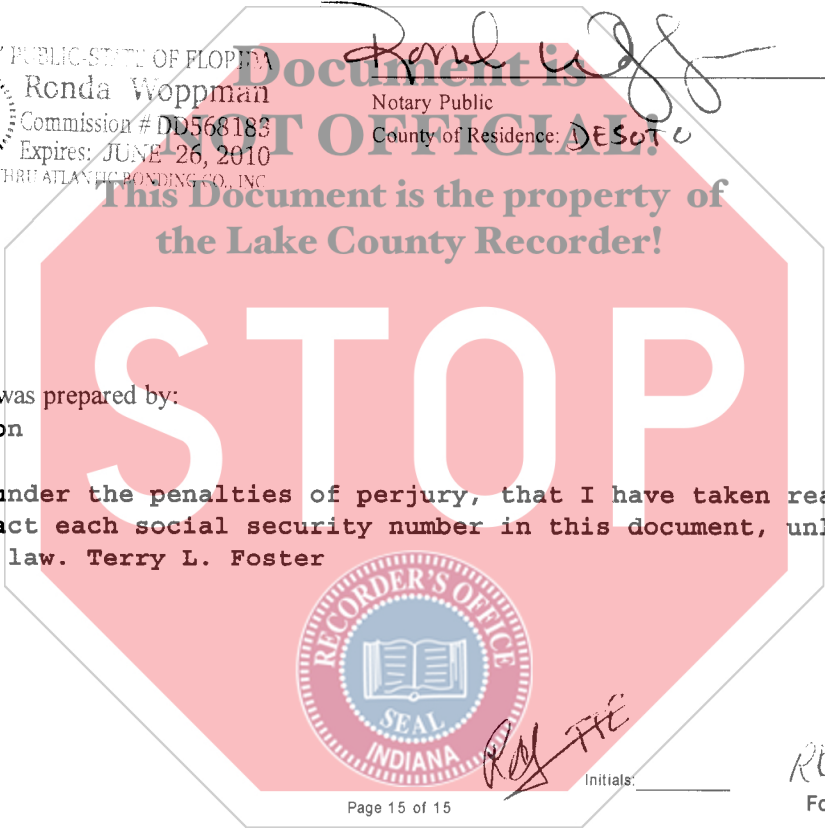 PUBLIC-STATE OF FLORIDA
Ronda Woppman
Commission # DD568183
Expires: JUNE 26, 2010
THRU ATLANTIC BONDING CO., INC
Notary Public
County of Residence: DESOTO
Document is
NOT OFFICIAL!
This Document is the property of
the Lake County Recorder!
STOP
was prepared by:
on
under the penalties of perjury, that I have taken rea
act each social security number in this document, unl
law. Terry L. Foster
RECORDER'S OFFICE
SEAL
INDIANA
Initials:
Page 15 of 15
Fo